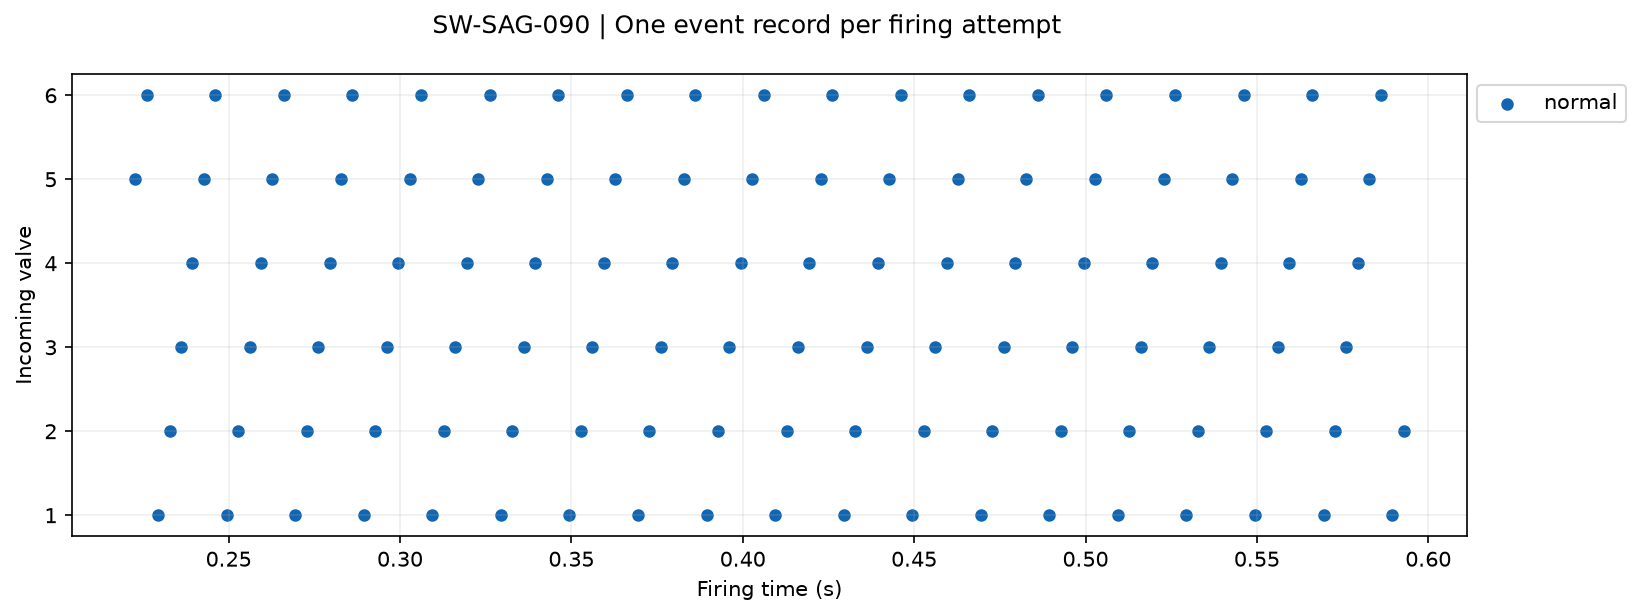 SW-SAG-090 | One event record per firing attempt
normal
Incoming valve
6
5
4
3
2
1
0.25 0.30 0.35 0.40 0.45 0.50 0.55 0.60
Firing time (s)